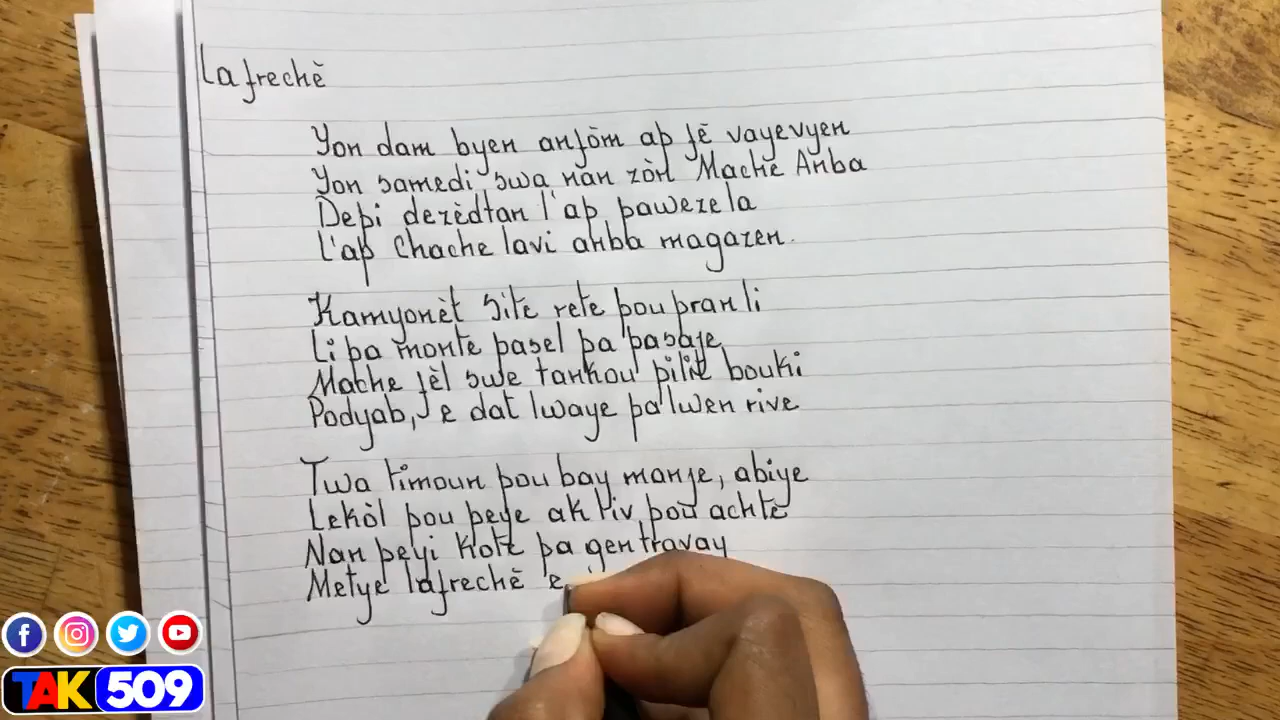 Lafrechè
Yon dam byen anfòm ap fè vayevyen
Yon samedi swa nan zòn Mache Anba
Depi dezèdtan l'ap paweze la
L'ap chache lavi anba magazen.
Kamyonèt Site rete pou pran li
Li pa monte pasel pa pasaje
Mache fèl swe tankou pilit bouki
Podyab, Je dat lwaye pa lwen rive
Twa timoun pou bay manje, abiye
Lekòl pou peye ak liv pou achte
Nan peyi kote pa gen travay
Metye lafrechè e
TAK 509